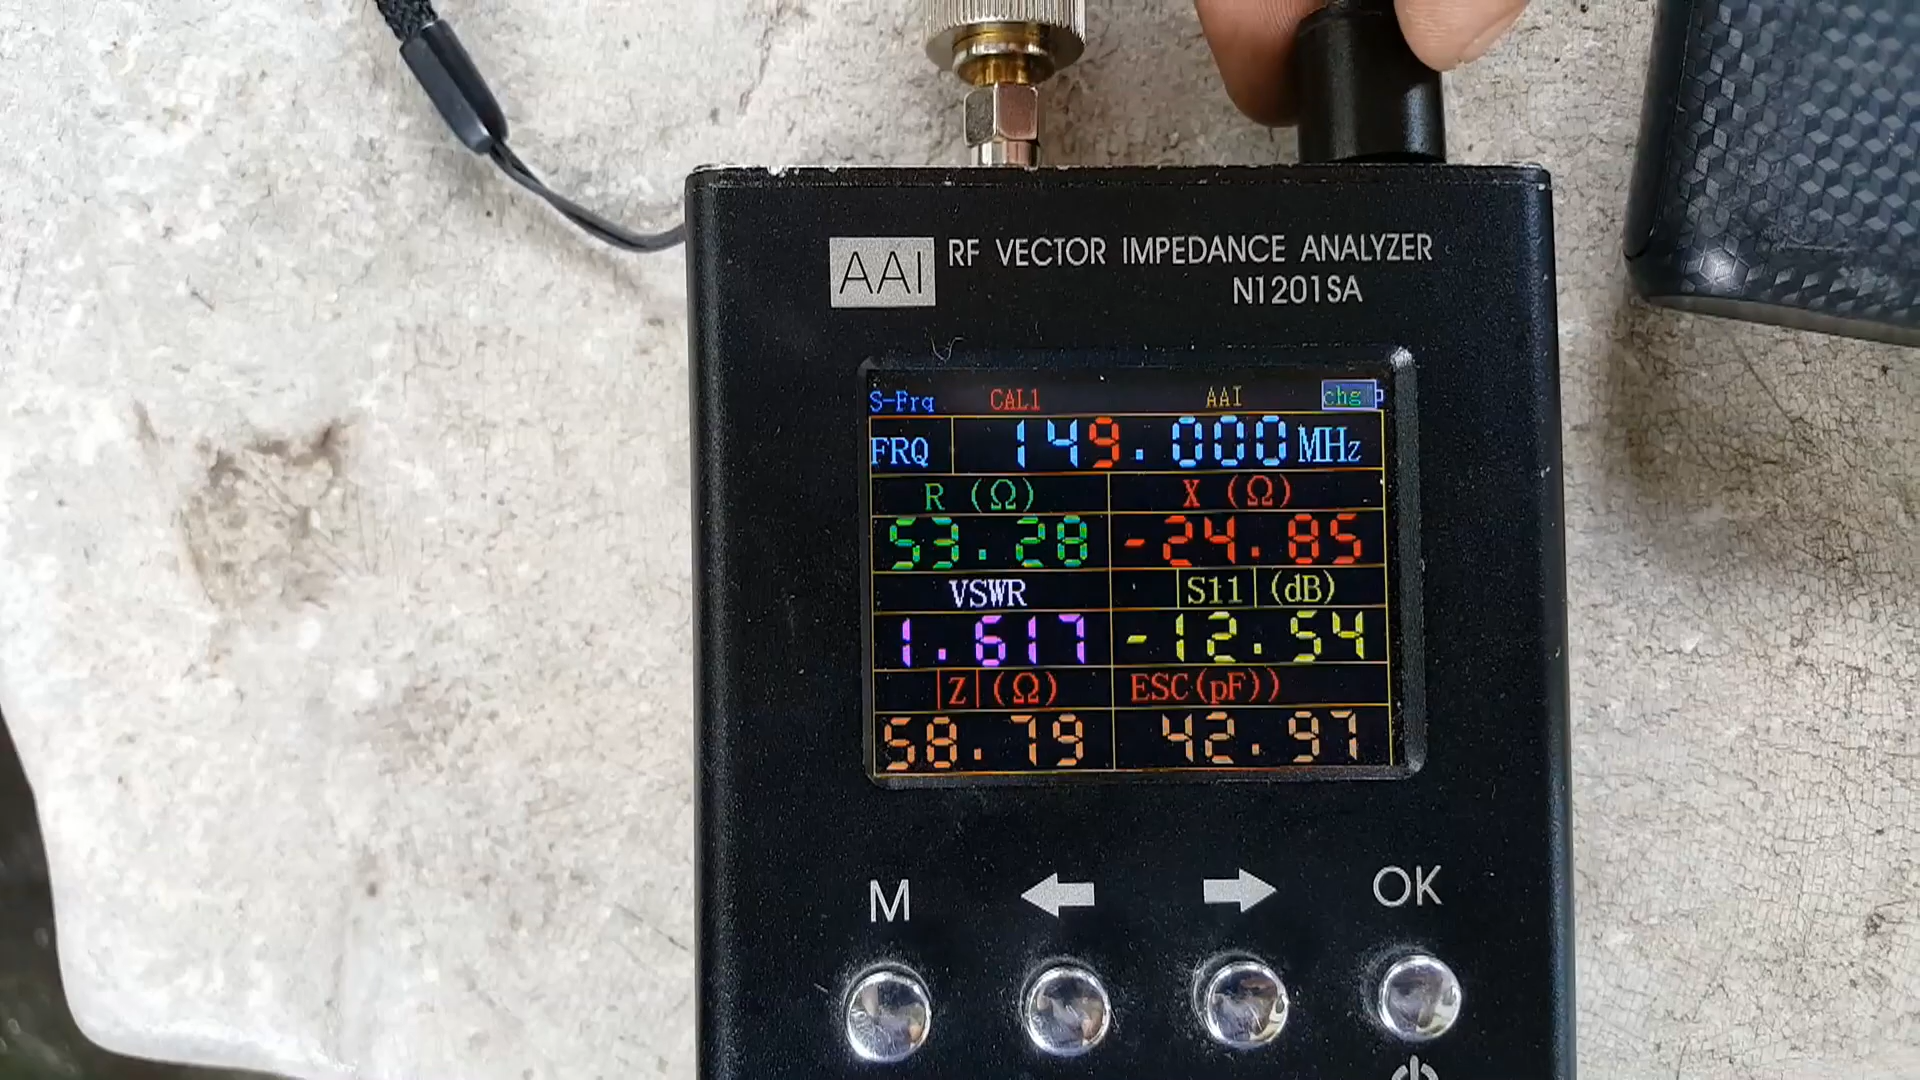 AAI RF VECTOR IMPEDANCE ANALYZER
N1201SA
S-Frq CAL1 AAI chg
FRQ 149.000 MHz
R (Ω) X (Ω)
53.28 -24.85
VSWR |S11| (dB)
1.617 -12.54
|Z| (Ω) ESC(pF))
58.79 42.97
M ← → OK